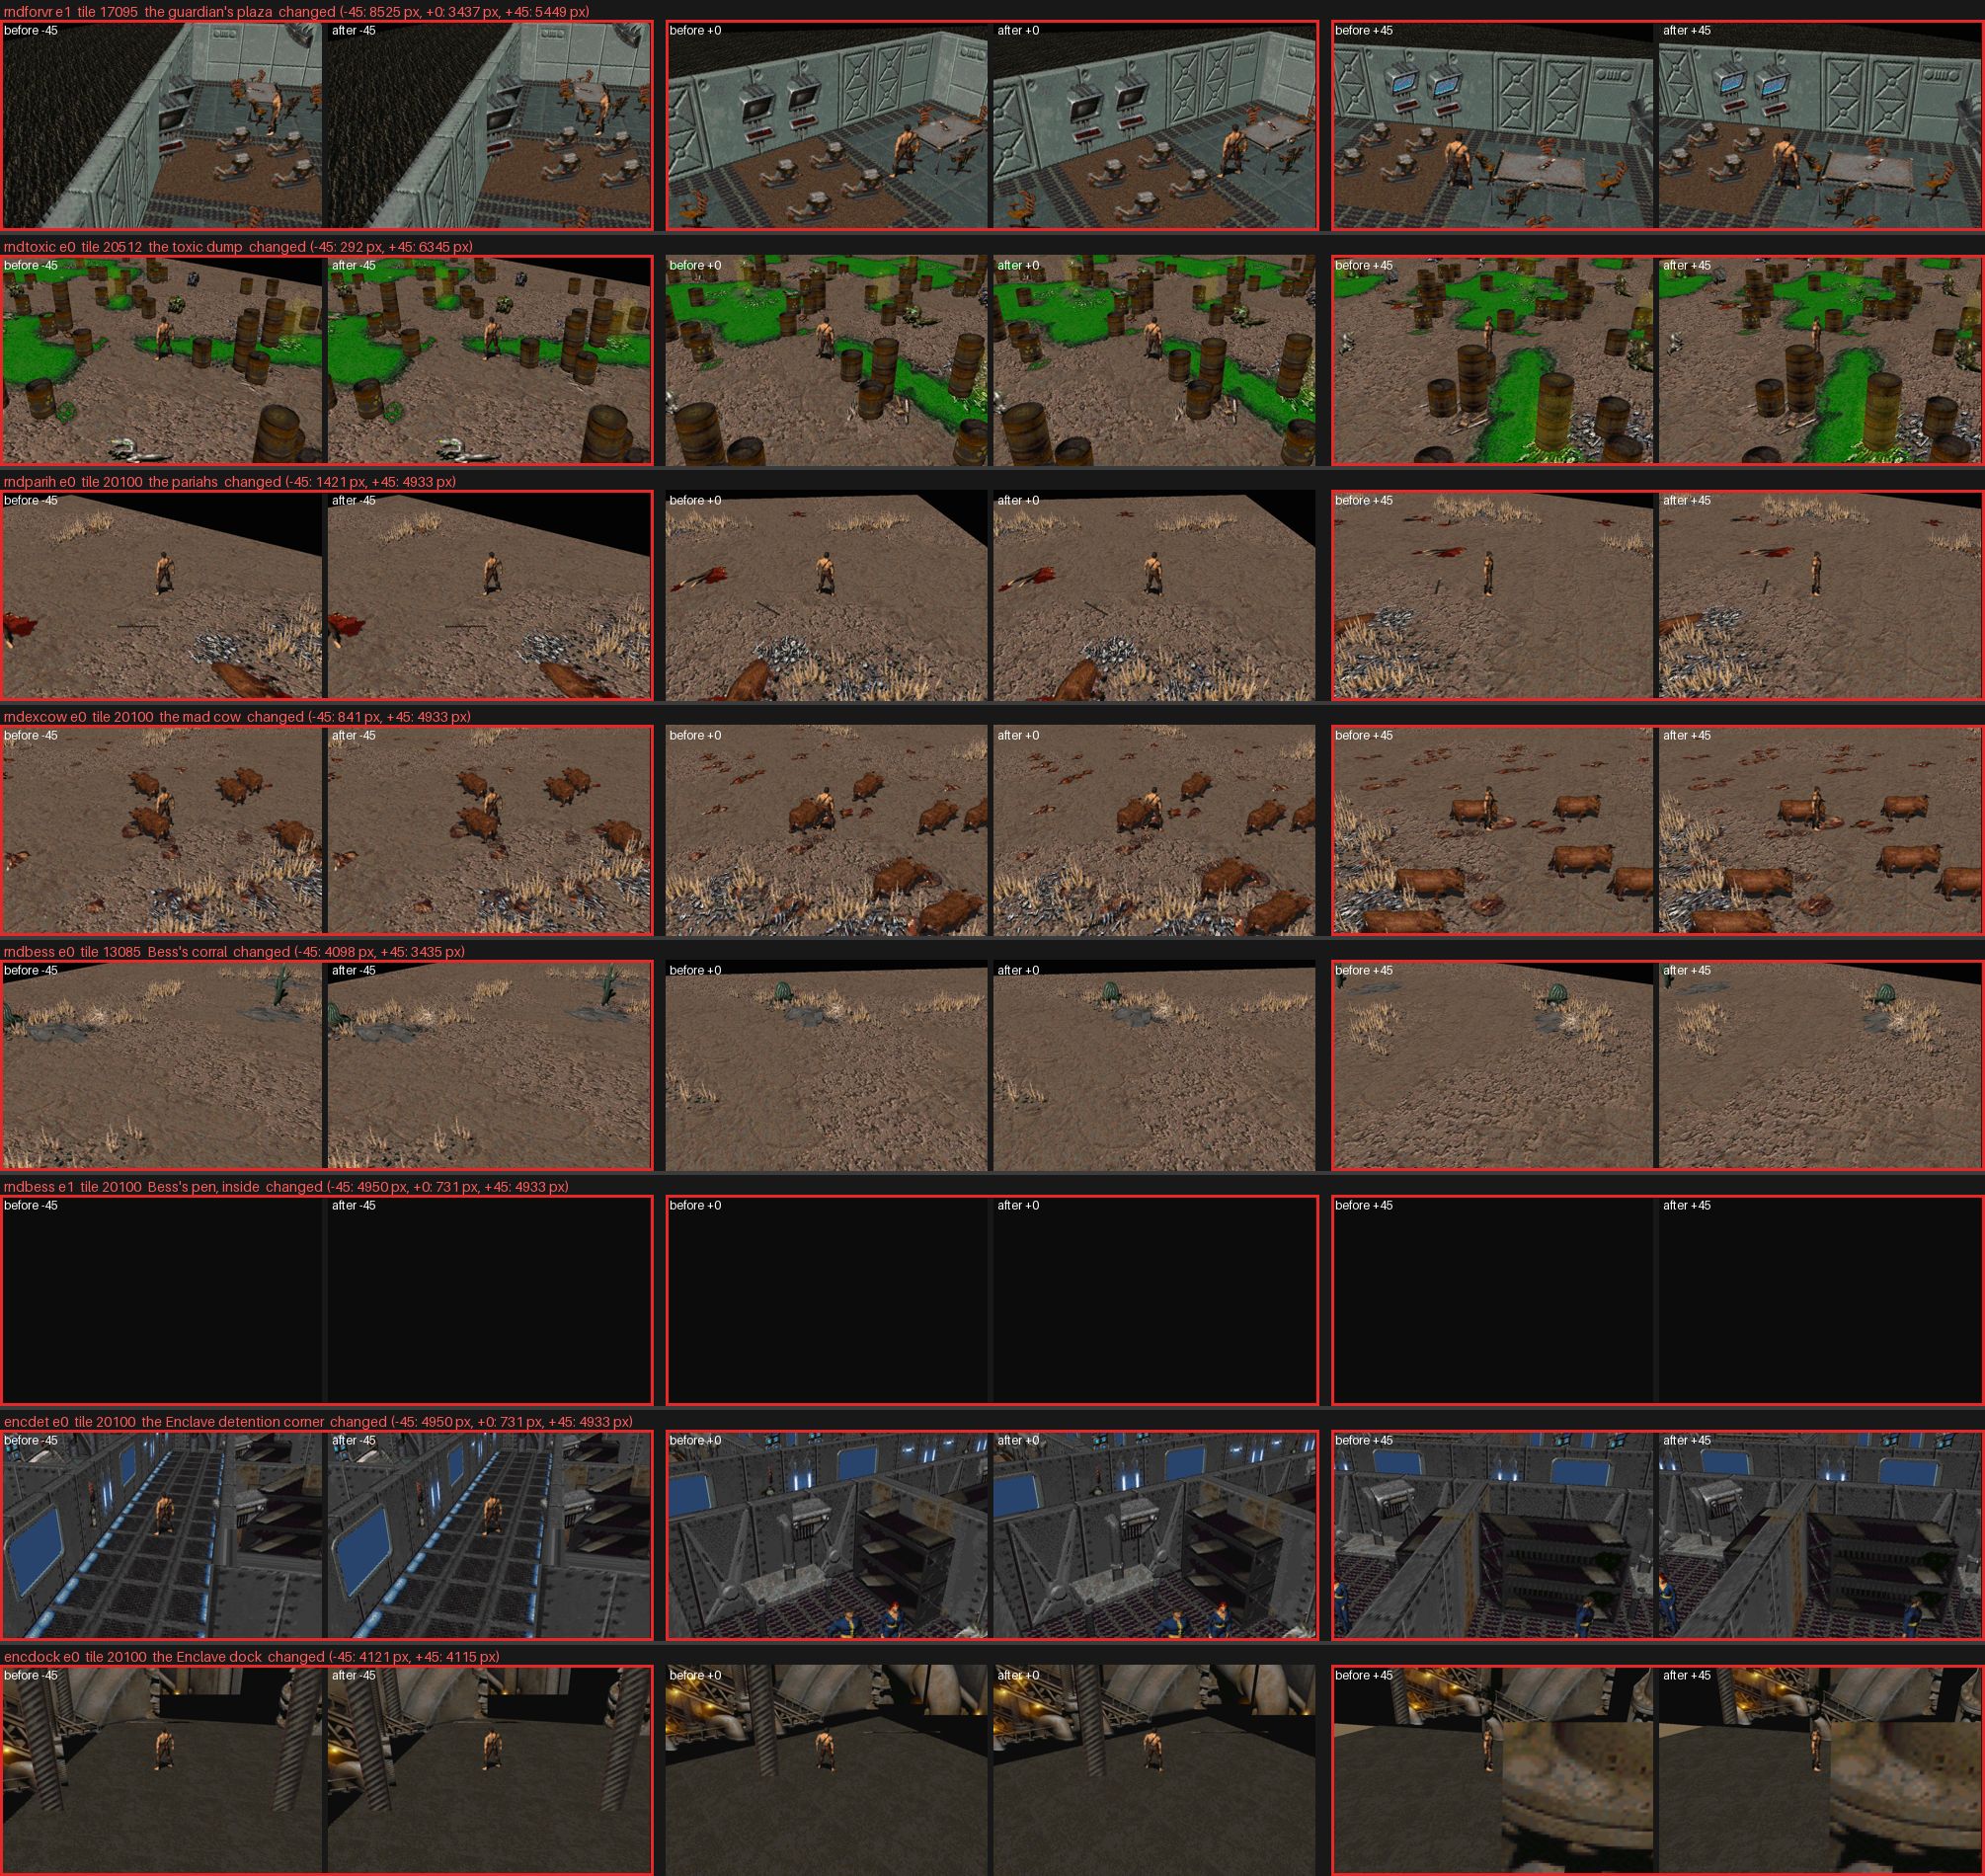 rndforvr e1 tile 17095 the guardian's plaza changed (-45: 8525 px, +0: 3437 px, +45: 5449 px)
before -45 after -45 before +0 after +0 before +45 after +45
rndtoxic e0 tile 20512 the toxic dump changed (-45: 292 px, +45: 6345 px)
before -45 after -45 before +0 after +0 before +45 after +45
rndparih e0 tile 20100 the pariahs changed (-45: 1421 px, +45: 4933 px)
before -45 after -45 before +0 after +0 before +45 after +45
rndexcow e0 tile 20100 the mad cow changed (-45: 841 px, +45: 4933 px)
before -45 after -45 before +0 after +0 before +45 after +45
rndbess e0 tile 13085 Bess's corral changed (-45: 4098 px, +45: 3435 px)
before -45 after -45 before +0 after +0 before +45 after +45
rndbess e1 tile 20100 Bess's pen, inside changed (-45: 4950 px, +0: 731 px, +45: 4933 px)
before -45 after -45 before +0 after +0 before +45 after +45
encdet e0 tile 20100 the Enclave detention corner changed (-45: 4950 px, +0: 731 px, +45: 4933 px)
before -45 after -45 before +0 after +0 before +45 after +45
encdock e0 tile 20100 the Enclave dock changed (-45: 4121 px, +45: 4115 px)
before -45 after -45 before +0 after +0 before +45 after +45